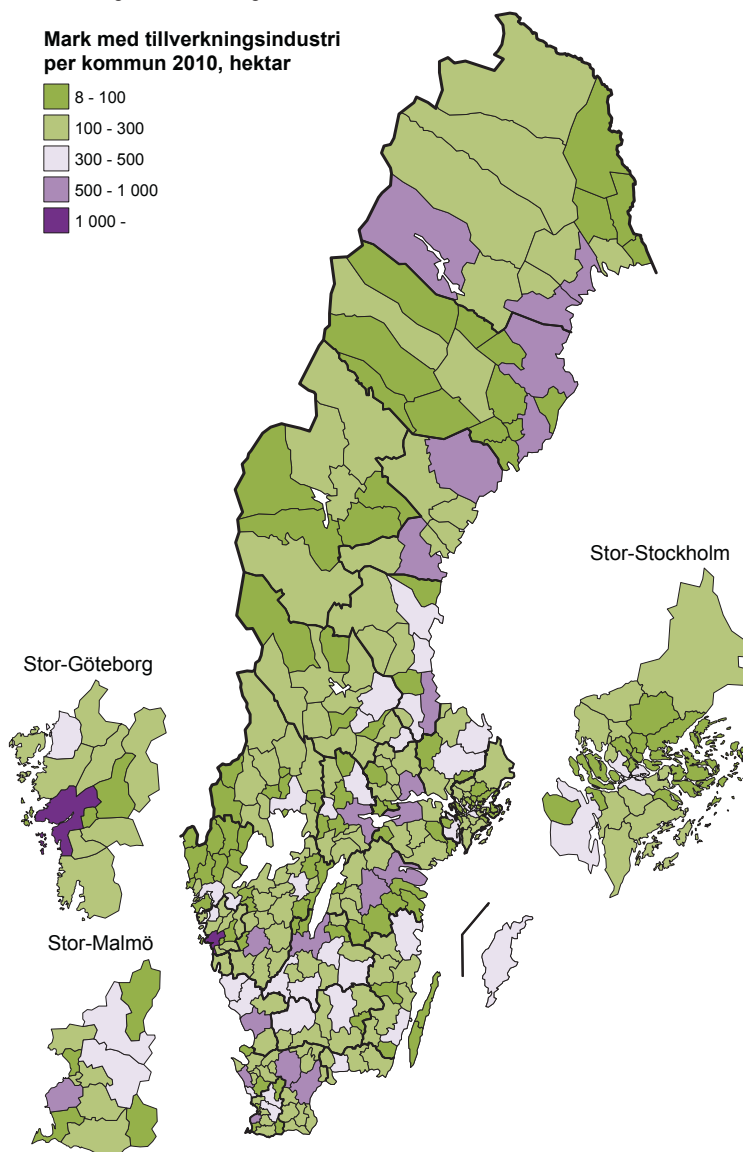 Mark med tillverkningsindustri
per kommun 2010, hektar
8 - 100
100 - 300
300 - 500
500 - 1 000
1 000 -
Stor-Stockholm
Stor-Göteborg
Stor-Malmö